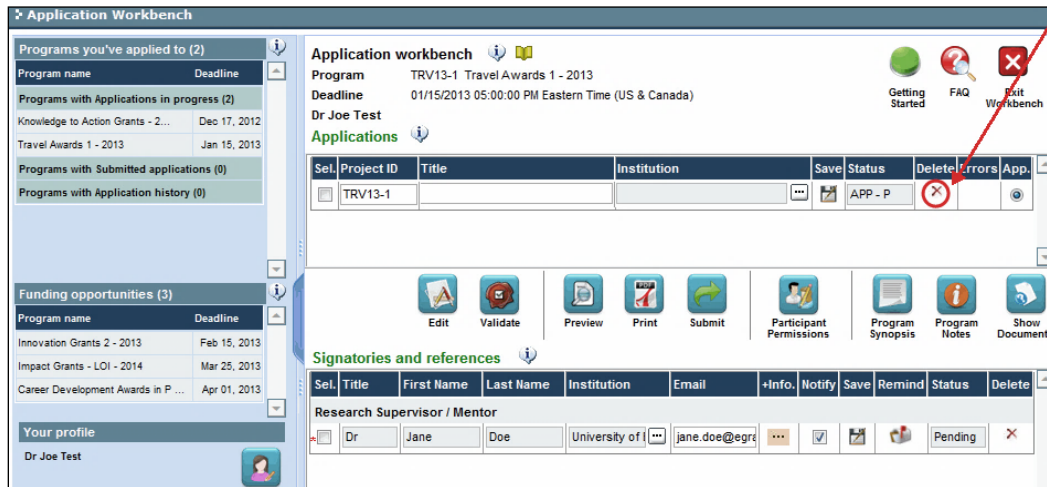 Application Workbench
Programs you've applied to (2)
Program name Deadline
Programs with Applications in progress (2)
Knowledge to Action Grants - 2... Dec 17, 2012
Travel Awards 1 - 2013 Jan 15, 2013
Programs with Submitted applications (0)
Programs with Application history (0)
Funding opportunities (3)
Program name Deadline
Innovation Grants 2 - 2013 Feb 15, 2013
Impact Grants - LOI - 2014 Mar 25, 2013
Career Development Awards in P ... Apr 01, 2013
Your profile
Dr Joe Test
Application workbench
Program TRV13-1 Travel Awards 1 - 2013
Deadline 01/15/2013 05:00:00 PM Eastern Time (US & Canada)
Dr Joe Test
Getting Started
FAQ
Exit Workbench
Applications
Sel. Project ID Title Institution Save Status Delete Errors App.
TRV13-1 ... APP - P
Edit
Validate
Preview
PDF
Print
Submit
Participant Permissions
Program Synopsis
Program Notes
Show Document
Signatories and references
Sel. Title First Name Last Name Institution Email +Info. Notify Save Remind Status Delete
Research Supervisor / Mentor
* Dr Jane Doe University of ... jane.doe@egra ... Pending